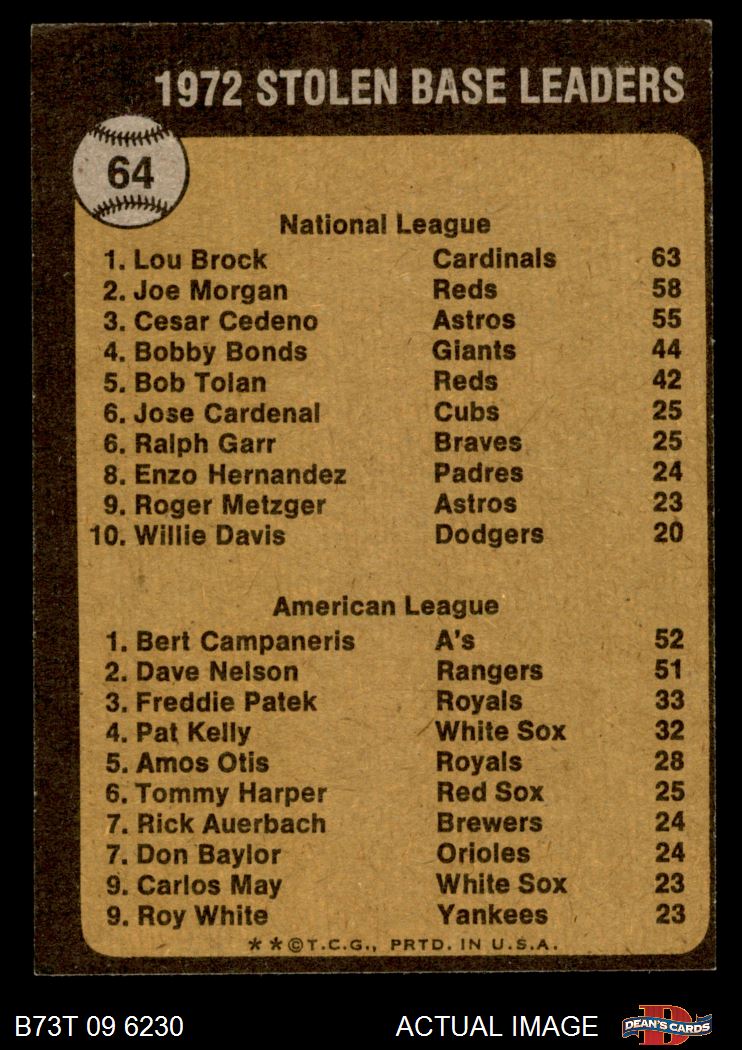 1972 STOLEN BASE LEADERS
64
National League
1. Lou Brock Cardinals 63
2. Joe Morgan Reds 58
3. Cesar Cedeno Astros 55
4. Bobby Bonds Giants 44
5. Bob Tolan Reds 42
6. Jose Cardenal Cubs 25
6. Ralph Garr Braves 25
8. Enzo Hernandez Padres 24
9. Roger Metzger Astros 23
10. Willie Davis Dodgers 20
American League
1. Bert Campaneris A's 52
2. Dave Nelson Rangers 51
3. Freddie Patek Royals 33
4. Pat Kelly White Sox 32
5. Amos Otis Royals 28
6. Tommy Harper Red Sox 25
7. Rick Auerbach Brewers 24
7. Don Baylor Orioles 24
9. Carlos May White Sox 23
9. Roy White Yankees 23
**©T.C.G., PRTD. IN U.S.A.
B73T 09 6230 ACTUAL IMAGE D DEAN'S CARDS